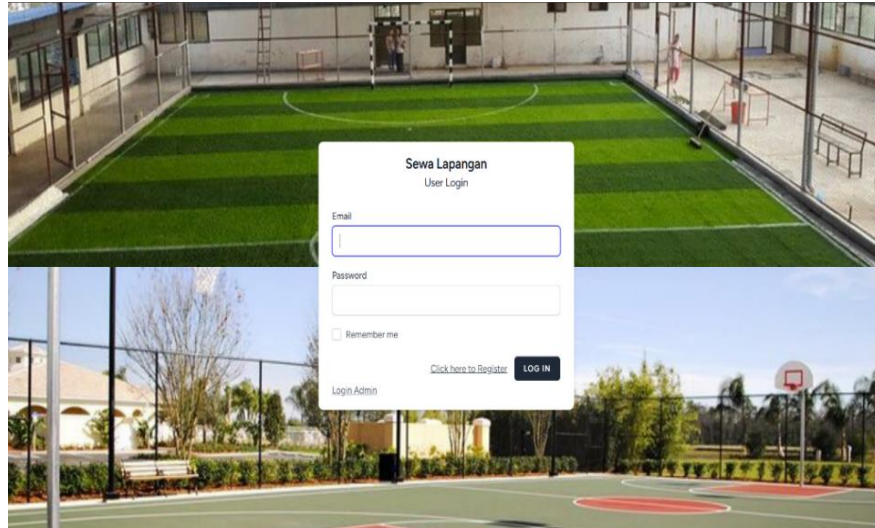 Sewa Lapangan
User Login
Email
Password
Remember me
Click here to Register LOG IN
Login Admin